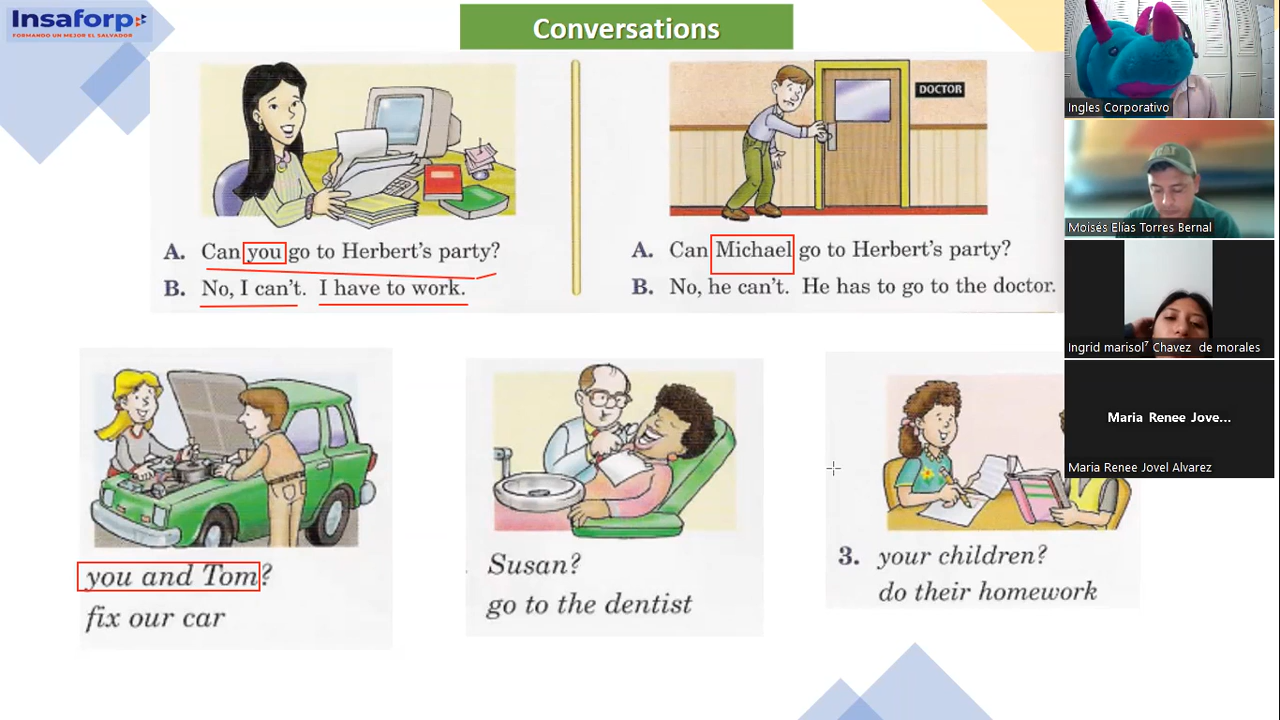 Insaforp
FORMANDO UN MEJOR EL SALVADOR
Conversations
DOCTOR
A. Can you go to Herbert's party?
B. No, I can't. I have to work.
A. Can Michael go to Herbert's party?
B. No, he can't. He has to go to the doctor.
you and Tom?
fix our car
Susan?
go to the dentist
3. your children?
do their homework
Ingles Corporativo
Moisés Elías Torres Bernal
Ingrid marisol⁷ Chavez de morales
Maria Renee Jove...
Maria Renee Jovel Alvarez